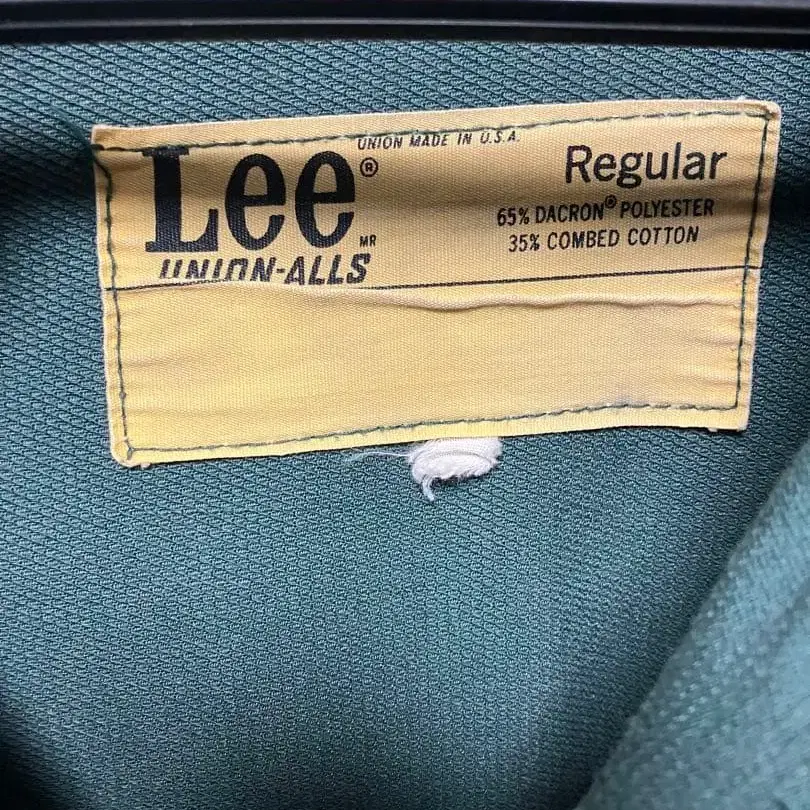 UNION MADE IN U.S.A.
Lee®
MR
UNION-ALLS
Regular
65% DACRON® POLYESTER
35% COMBED COTTON